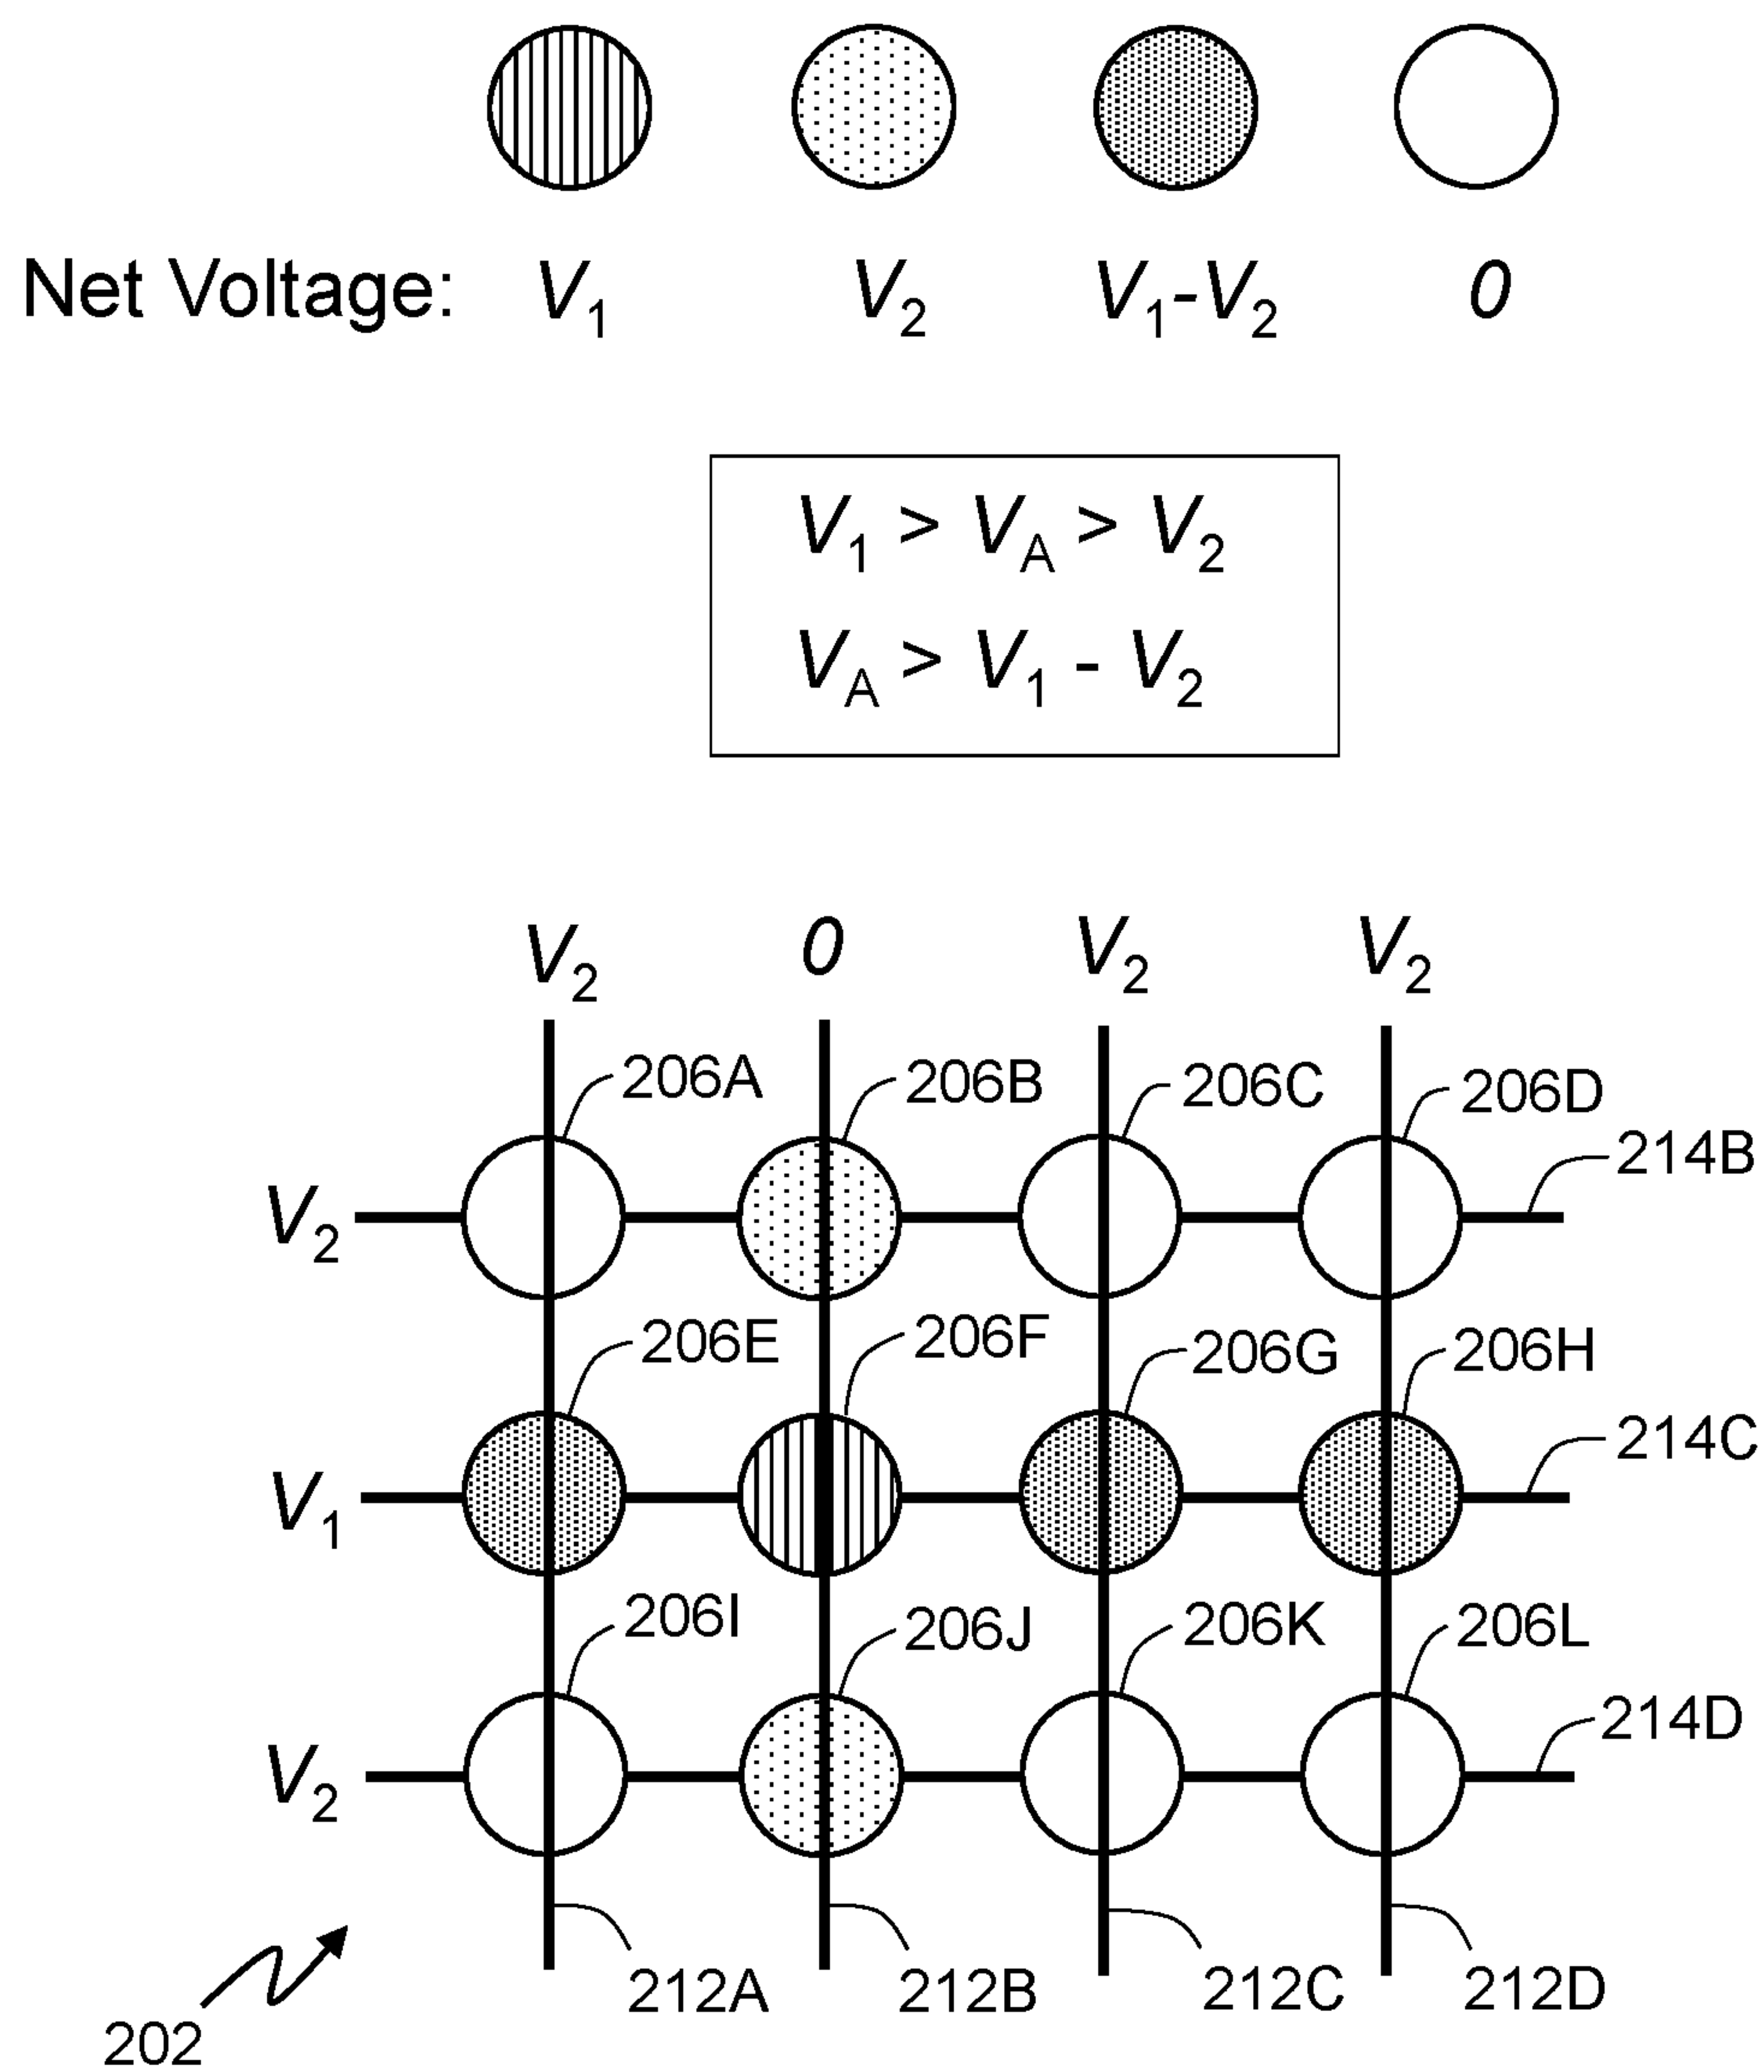 Net Voltage: V1 V2 V1-V2 0
V1 > VA > V2
VA > V1 - V2
V2 0 V2 V2
206A 206B 206C 206D
214B
V2
206E 206F 206G 206H
214C
V1
206I 206J 206K 206L
214D
V2
212A 212B 212C 212D
202